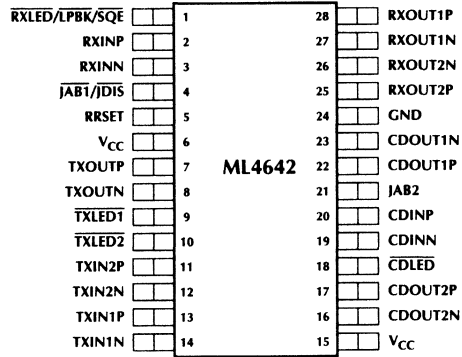 RXLED/LPBK/SQE 1 28 RXOUT1P
RXINP 2 27 RXOUT1N
RXINN 3 26 RXOUT2N
JAB1/JDIS 4 25 RXOUT2P
RRSET 5 24 GND
VCC 6 23 CDOUT1N
TXOUTP 7 ML4642 22 CDOUT1P
TXOUTN 8 21 JAB2
TXLED1 9 20 CDINP
TXLED2 10 19 CDINN
TXIN2P 11 18 CDLED
TXIN2N 12 17 CDOUT2P
TXIN1P 13 16 CDOUT2N
TXIN1N 14 15 VCC